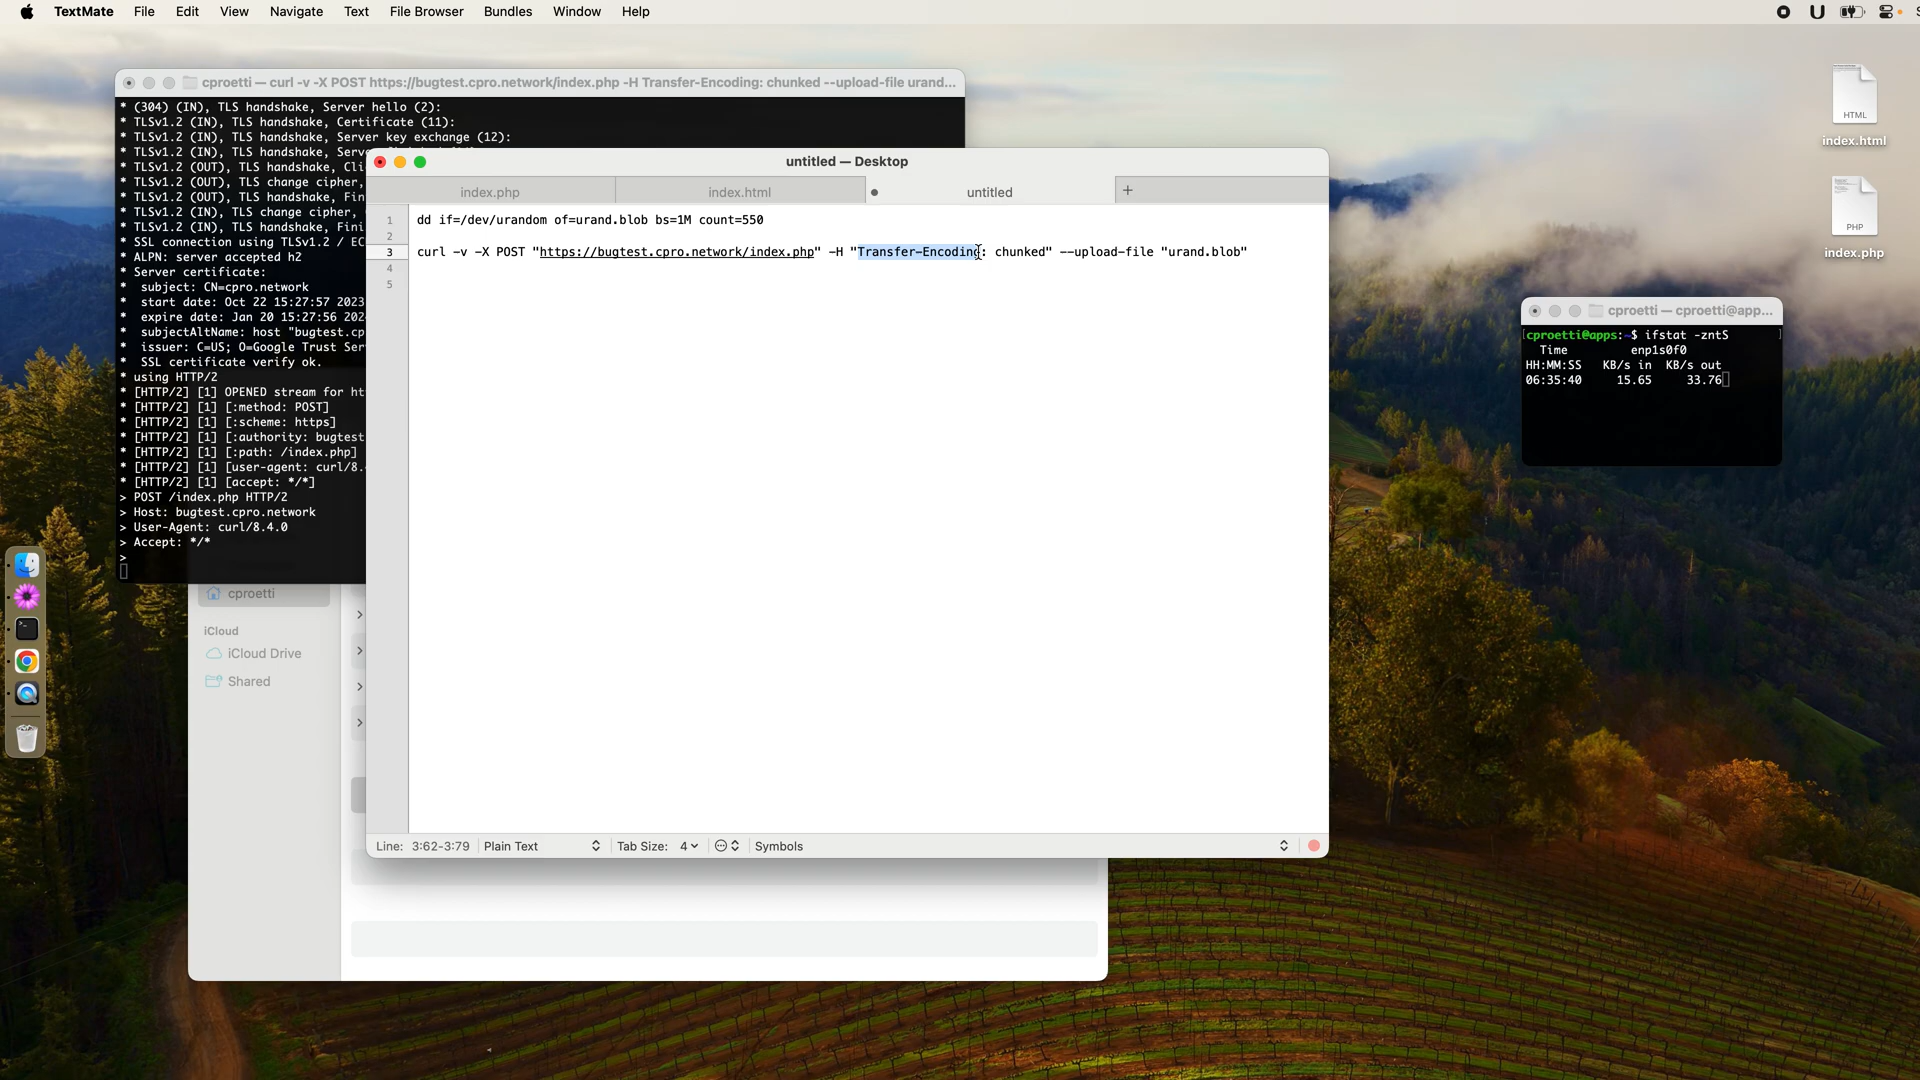 TextMate File Edit View Navigate Text File Browser Bundles Window Help
HTML
index.html
PHP
index.php
cproetti — curl -v -X POST https://bugtest.cpro.network/index.php -H Transfer-Encoding: chunked --upload-file urand...
* (304) (IN), TLS handshake, Server hello (2):
* TLSv1.2 (IN), TLS handshake, Certificate (11):
* TLSv1.2 (IN), TLS handshake, Server key exchange (12):
* TLSv1.2 (IN), TLS handshake, Serv
* TLSv1.2 (OUT), TLS handshake, Cli
* TLSv1.2 (OUT), TLS change cipher,
* TLSv1.2 (OUT), TLS handshake, Fin
* TLSv1.2 (IN), TLS change cipher,
* TLSv1.2 (IN), TLS handshake, Fini
* SSL connection using TLSv1.2 / EC
* ALPN: server accepted h2
* Server certificate:
*  subject: CN=cpro.network
*  start date: Oct 22 15:27:57 2023
*  expire date: Jan 20 15:27:56 202
*  subjectAltName: host "bugtest.cp
*  issuer: C=US; O=Google Trust Ser
*  SSL certificate verify ok.
* using HTTP/2
* [HTTP/2] [1] OPENED stream for ht
* [HTTP/2] [1] [:method: POST]
* [HTTP/2] [1] [:scheme: https]
* [HTTP/2] [1] [:authority: bugtest
* [HTTP/2] [1] [:path: /index.php]
* [HTTP/2] [1] [user-agent: curl/8.
* [HTTP/2] [1] [accept: */*]
> POST /index.php HTTP/2
> Host: bugtest.cpro.network
> User-Agent: curl/8.4.0
> Accept: */*
>
untitled — Desktop
index.php
index.html
untitled
1 dd if=/dev/urandom of=urand.blob bs=1M count=550
2
3 curl -v -X POST "https://bugtest.cpro.network/index.php" -H "Transfer-Encoding: chunked" --upload-file "urand.blob"
4
5
Line: 3:62-3:79 Plain Text Tab Size: 4 Symbols
cproetti
iCloud
iCloud Drive
Shared
cproetti — cproetti@app...
[cproetti@apps:~$ ifstat -zntS ]
Time enp1s0f0
HH:MM:SS KB/s in KB/s out
06:35:40 15.65 33.76